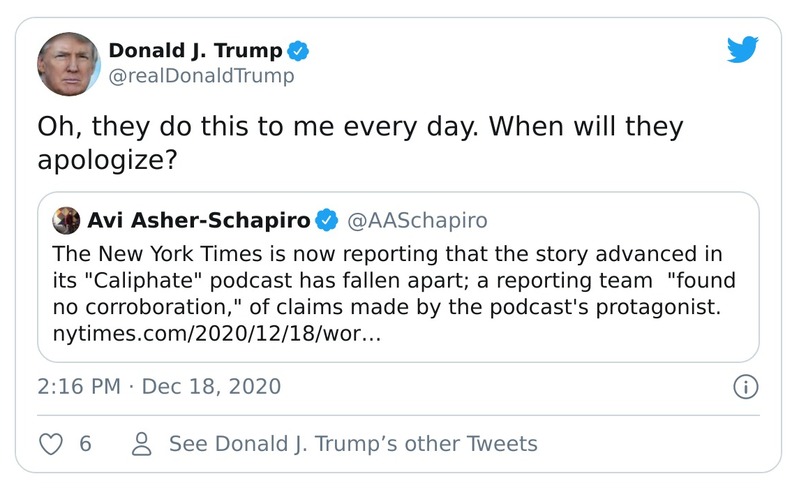 Donald J. Trump
@realDonaldTrump
Oh, they do this to me every day. When will they
apologize?
Avi Asher-Schapiro @AASchapiro
The New York Times is now reporting that the story advanced in
its "Caliphate" podcast has fallen apart; a reporting team  "found
no corroboration," of claims made by the podcast's protagonist.
nytimes.com/2020/12/18/wor…
2:16 PM · Dec 18, 2020
6 See Donald J. Trump’s other Tweets